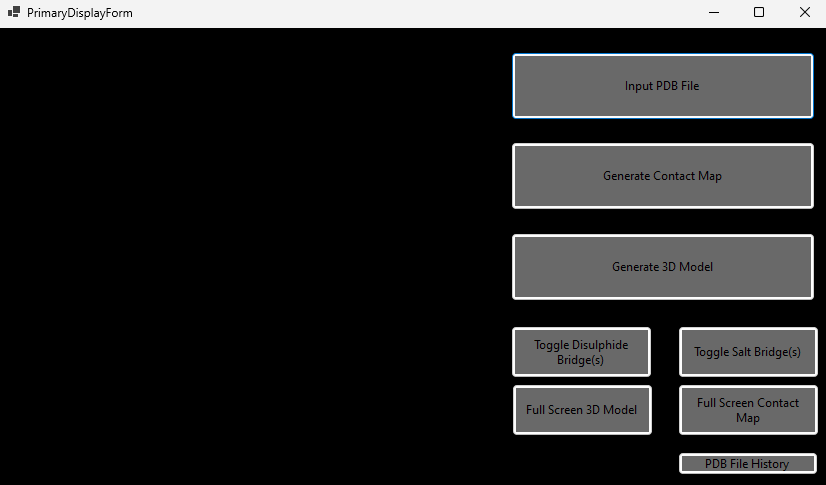 PrimaryDisplayForm
Input PDB File
Generate Contact Map
Generate 3D Model
Toggle Disulphide
Bridge(s)
Toggle Salt Bridge(s)
Full Screen 3D Model
Full Screen Contact
Map
PDB File History